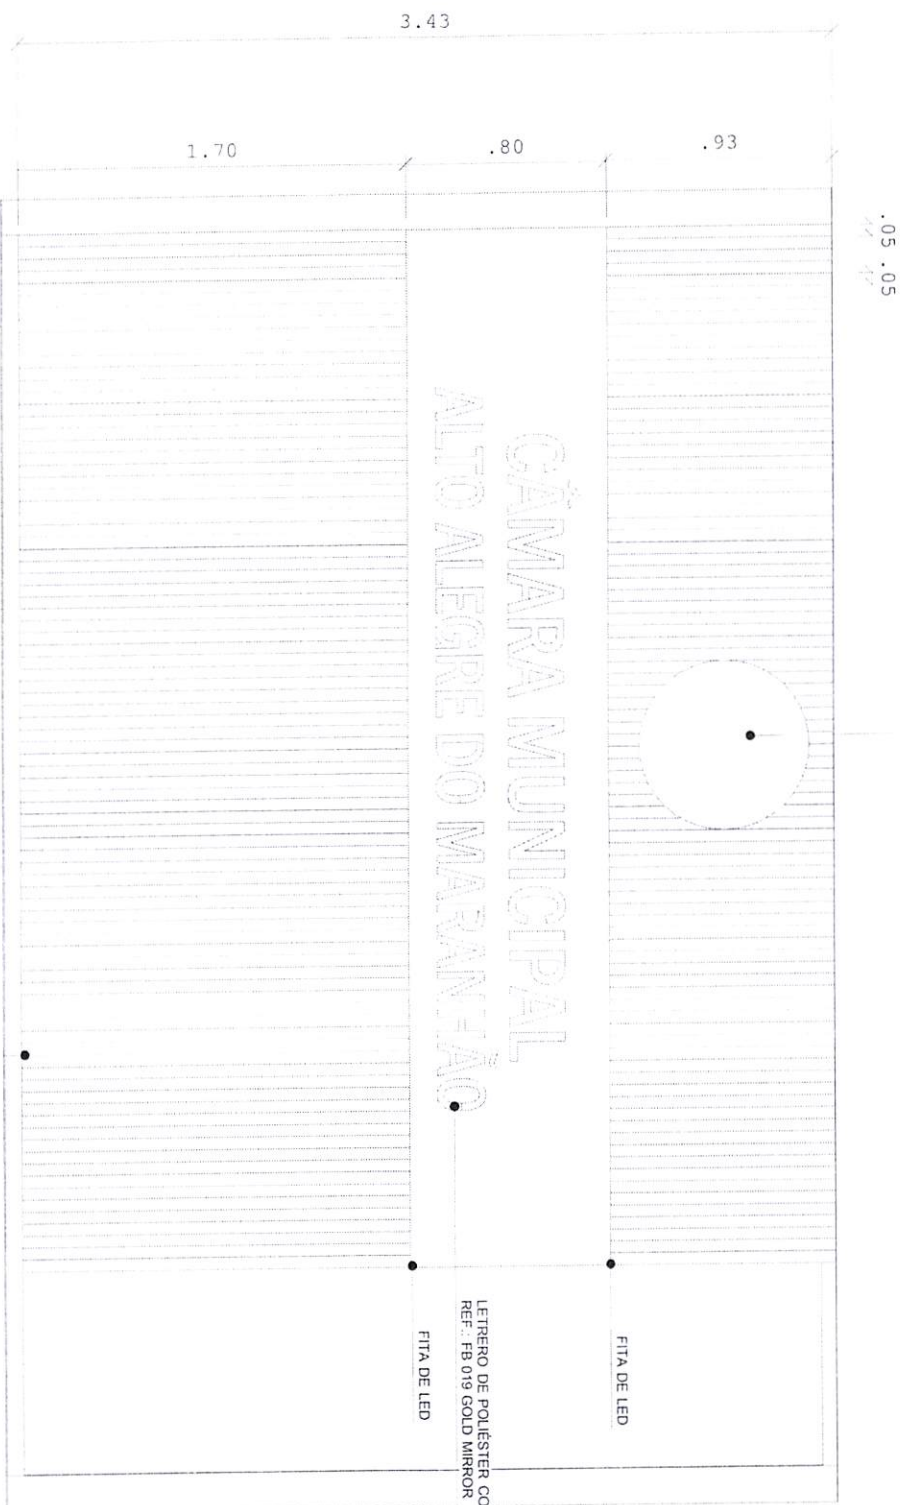 3.43
1.70
.80
.93
.05 .05
CÂMARA MUNICIPAL
ALTO ALEGRE DO MARANHÃO
FITA DE LED
LETRERO DE POLIÉSTER CO
REF.: FB 019 GOLD MIRROR
FITA DE LED